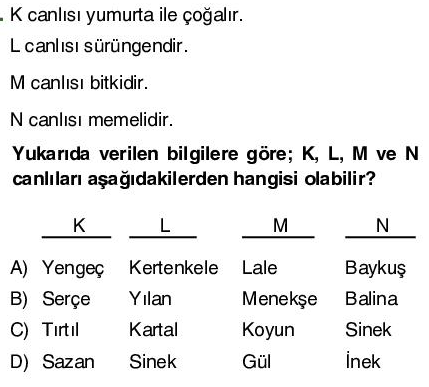 . K canlısı yumurta ile çoğalır.
L canlısı sürüngendir.
M canlısı bitkidir.
N canlısı memelidir.
Yukarıda verilen bilgilere göre; K, L, M ve N
canlıları aşağıdakilerden hangisi olabilir?
K L M N
A) Yengeç Kertenkele Lale Baykuş
B) Serçe Yılan Menekşe Balina
C) Tırtıl Kartal Koyun Sinek
D) Sazan Sinek Gül İnek